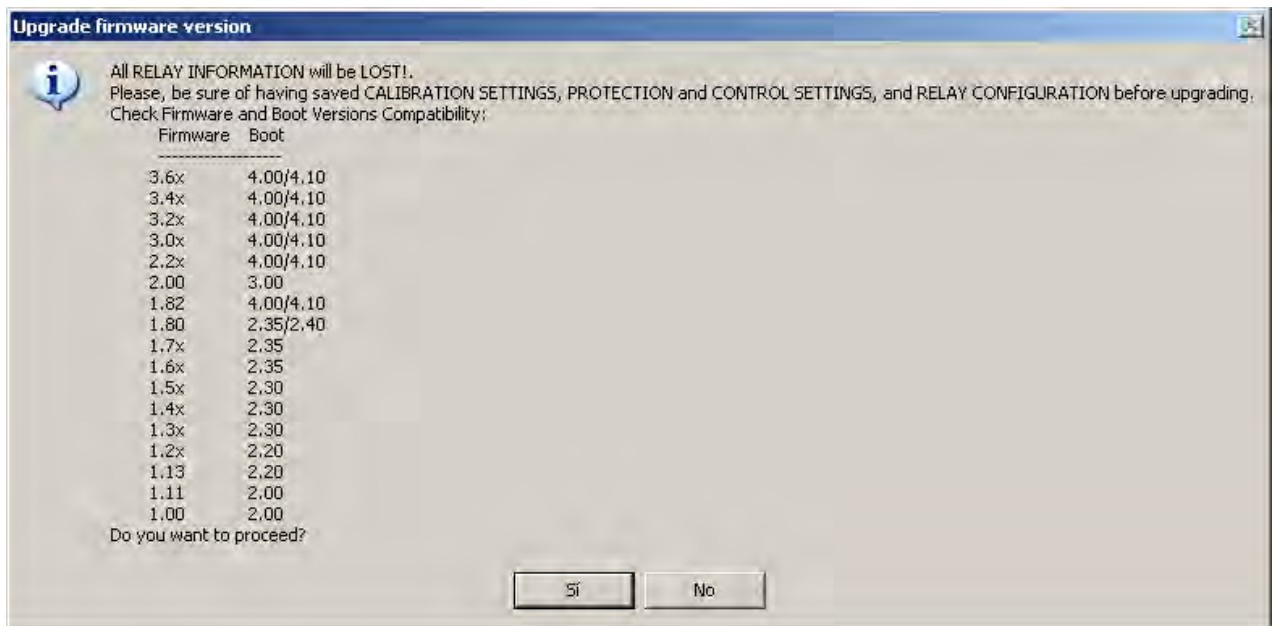 Upgrade firmware version
All RELAY INFORMATION will be LOST!.
Please, be sure of having saved CALIBRATION SETTINGS, PROTECTION and CONTROL SETTINGS, and RELAY CONFIGURATION before upgrading.
Check Firmware and Boot Versions Compatibility:
Firmware Boot
--------------------
3.6x 4.00/4.10
3.4x 4.00/4.10
3.2x 4.00/4.10
3.0x 4.00/4.10
2.2x 4.00/4.10
2.00 3.00
1.82 4.00/4.10
1.80 2.35/2.40
1.7x 2.35
1.6x 2.35
1.5x 2.30
1.4x 2.30
1.3x 2.30
1.2x 2.20
1.13 2.20
1.11 2.00
1.00 2.00
Do you want to proceed?
Sí No